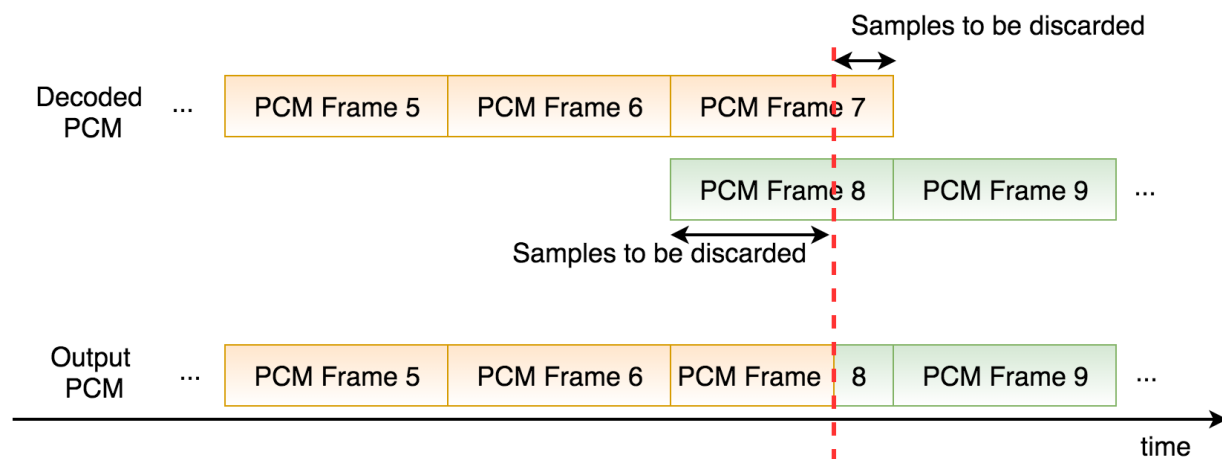 Samples to be discarded
Decoded
PCM
...
PCM Frame 5
PCM Frame 6
PCM Frame 7
PCM Frame 8
PCM Frame 9
...
Samples to be discarded
Output
PCM
...
PCM Frame 5
PCM Frame 6
PCM Frame
8
PCM Frame 9
...
time